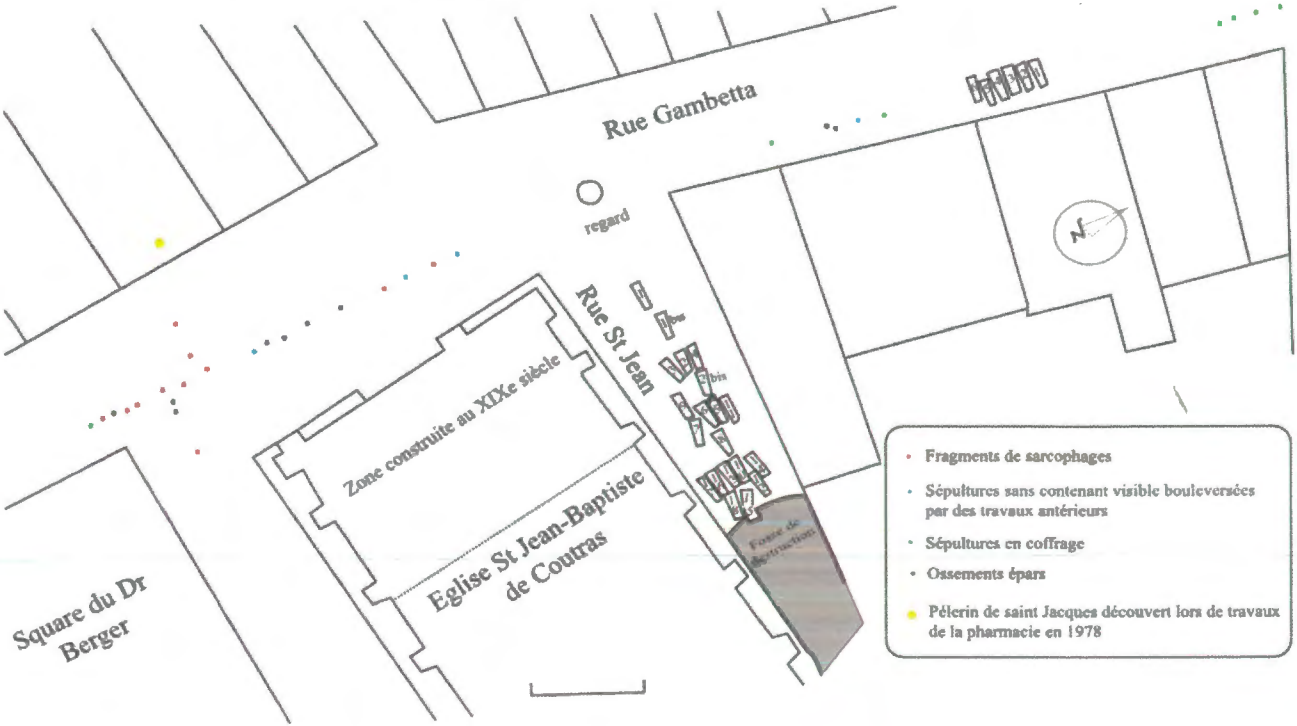 Rue Gambetta
regard
Rue St Jean
bis
2 bis
Zone construite au XIXe siècle
Eglise St Jean-Baptiste
de Coutras
Square du Dr
Berger
Fosse de
destruction
N
Fragments de sarcophages
Sépultures sans contenant visible bouleversées
par des travaux antérieurs
Sépultures en coffrage
Ossements épars
Pélerin de saint Jacques découvert lors de travaux
de la pharmacie en 1978